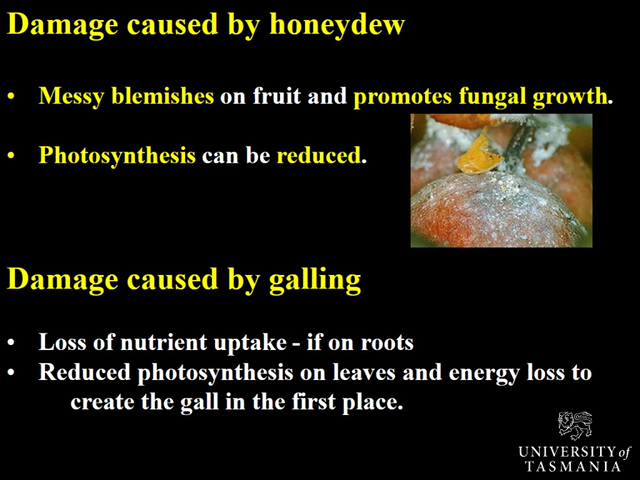 Damage caused by honeydew
• Messy blemishes on fruit and promotes fungal growth.
• Photosynthesis can be reduced.
Damage caused by galling
• Loss of nutrient uptake - if on roots
• Reduced photosynthesis on leaves and energy loss to
create the gall in the first place.
UNIVERSITY of
TASMANIA